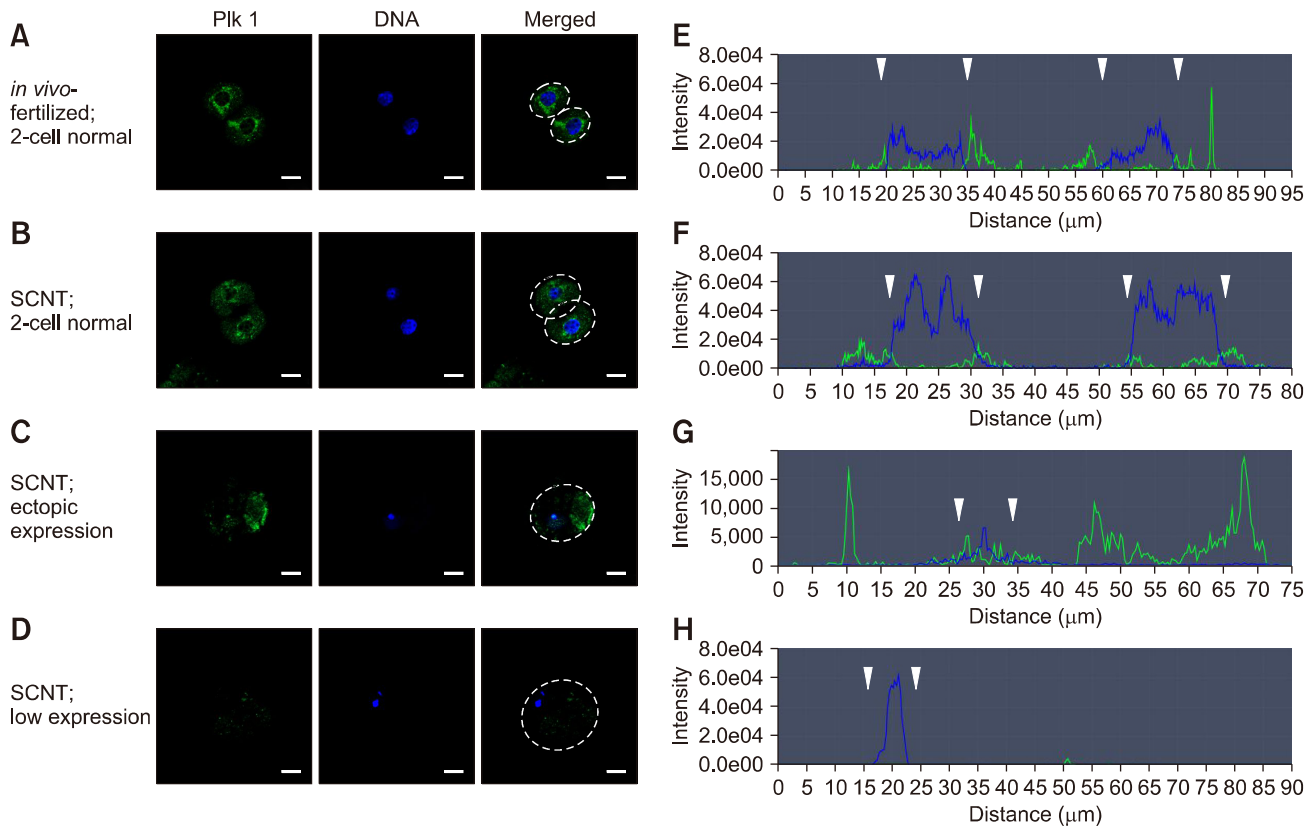 Plk 1 DNA Merged
A
in vivo-
fertilized;
2-cell normal
B
SCNT;
2-cell normal
C
SCNT;
ectopic
expression
D
SCNT;
low expression
E
8.0e04
6.0e04
4.0e04
2.0e04
0.0e00
Intensity
0 5 10 15 20 25 30 35 40 45 50 55 60 65 70 75 80 85 90 95
Distance (μm)
F
8.0e04
6.0e04
4.0e04
2.0e04
0.0e00
Intensity
0 5 10 15 20 25 30 35 40 45 50 55 60 65 70 75 80
Distance (μm)
G
15,000
10,000
5,000
0
Intensity
0 5 10 15 20 25 30 35 40 45 50 55 60 65 70 75
Distance (μm)
H
8.0e04
6.0e04
4.0e04
2.0e04
0.0e00
Intensity
0 5 10 15 20 25 30 35 40 45 50 55 60 65 70 75 80 85 90
Distance (μm)